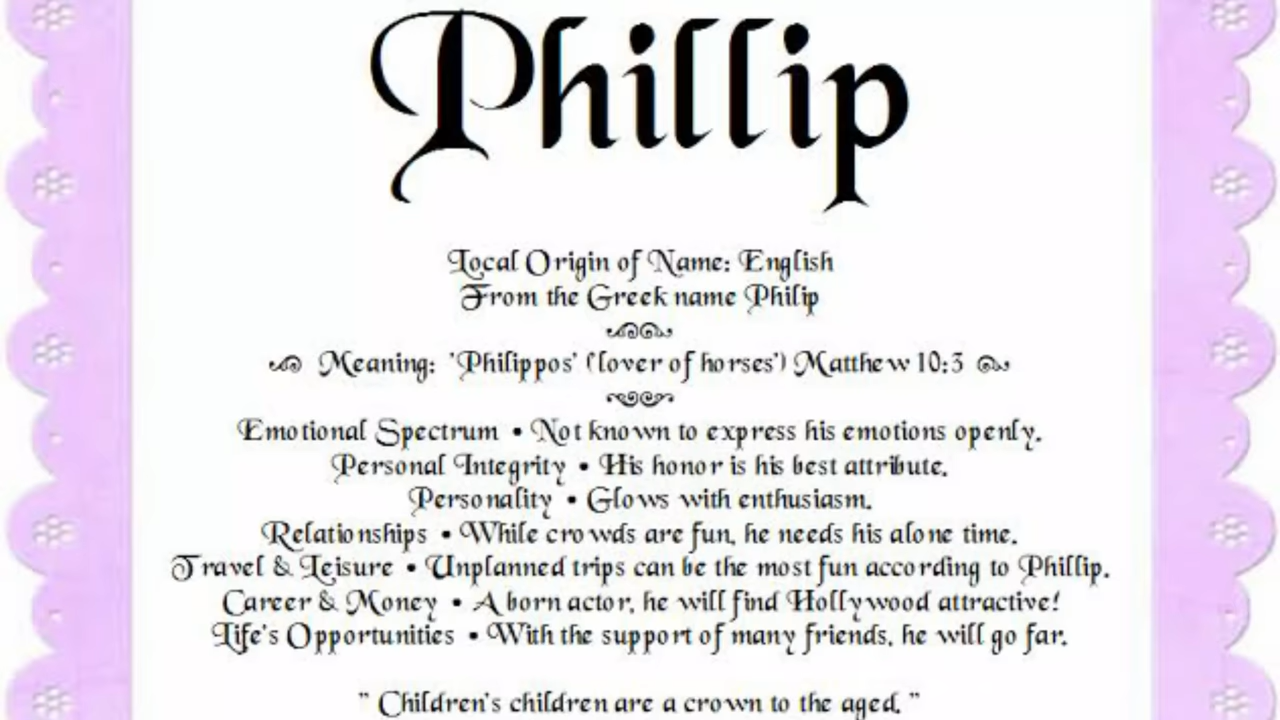 Phillip
Local Origin of Name: English
From the Greek name Philip
Meaning: 'Philippos' ('lover of horses') Matthew 10:3
Emotional Spectrum • Not known to express his emotions openly.
Personal Integrity • His honor is his best attribute.
Personality • Glows with enthusiasm.
Relationships • While crowds are fun, he needs his alone time.
Travel & Leisure • Unplanned trips can be the most fun according to Phillip.
Career & Money • A born actor, he will find Hollywood attractive!
Life's Opportunities • With the support of many friends, he will go far.
" Children's children are a crown to the aged. "